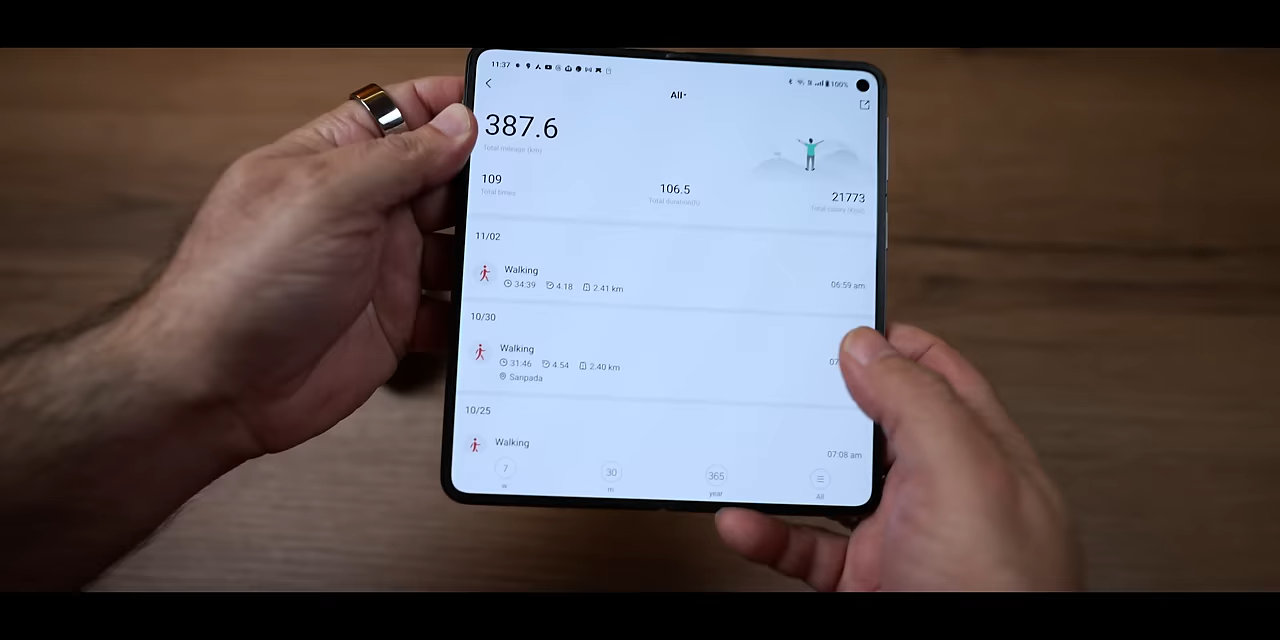 11:37
100%
All
387.6
Total mileage (km)
109
106.5
21773
Total times
Total duration(h)
11/02
Walking
34:39 4.18 2.41 km
06:59 am
10/30
Walking
31:46 4.54 2.40 km
07
Sanpada
10/25
Walking
07:08 am
7
30
365
w
m
year
All